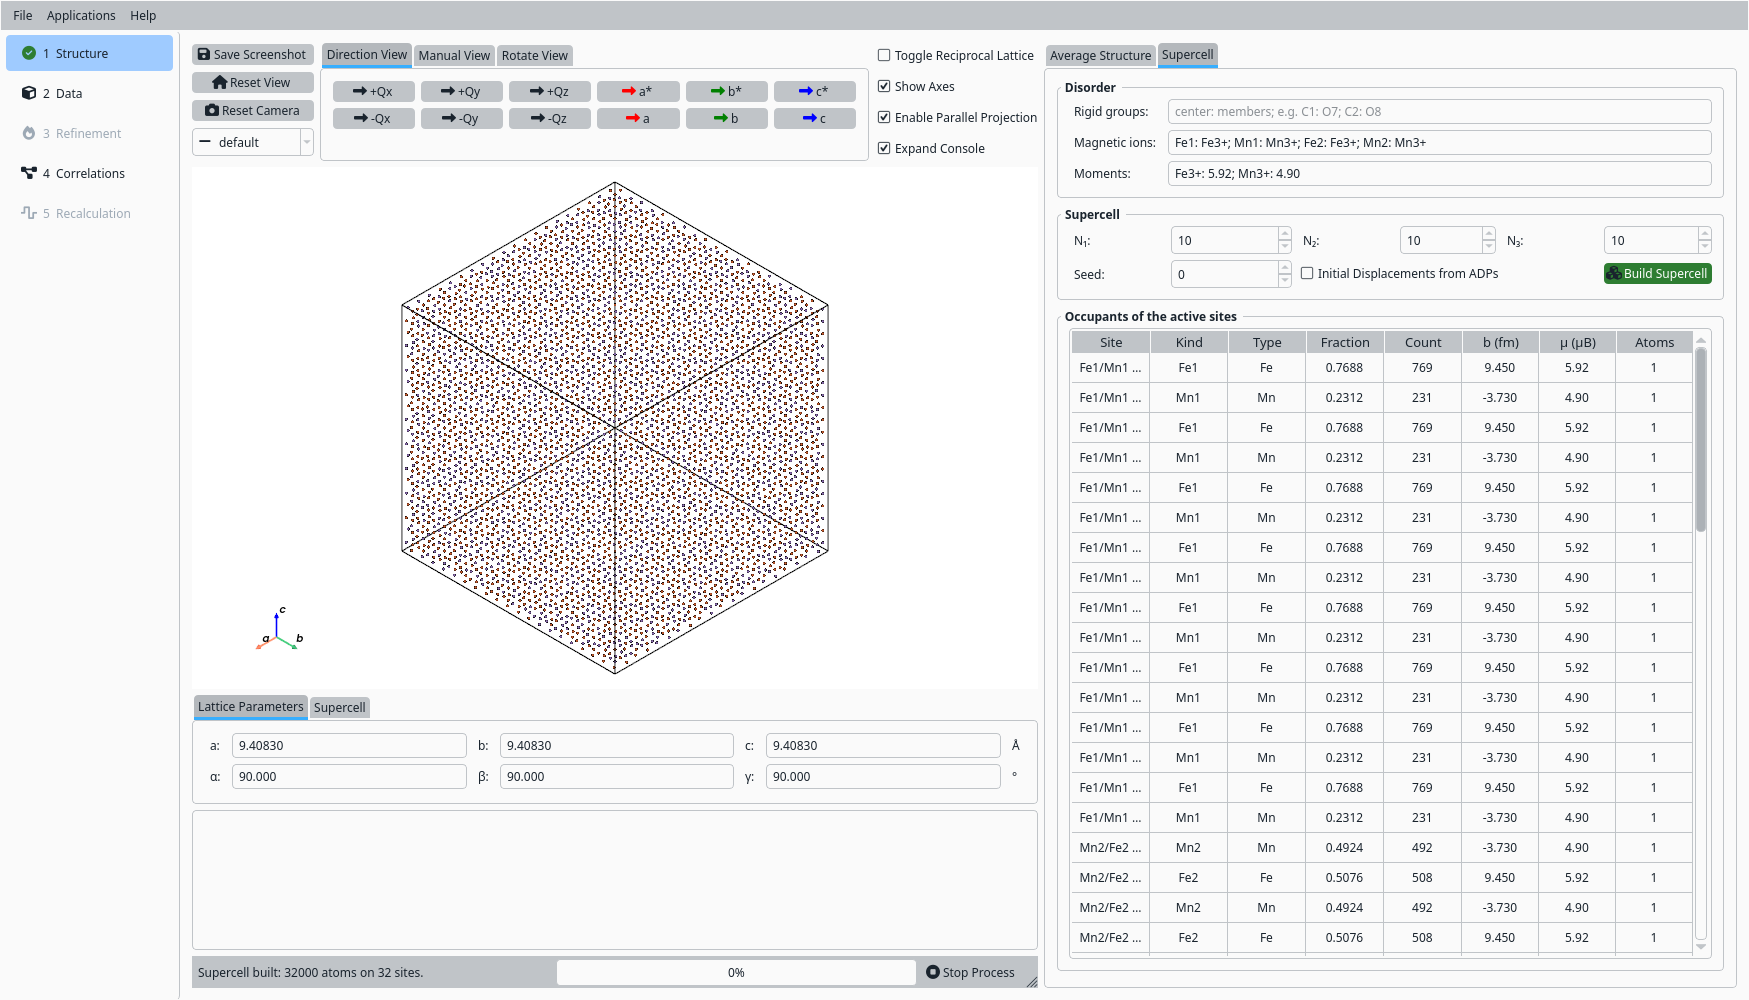 File Applications Help
1 Structure
2 Data
3 Refinement
4 Correlations
5 Recalculation
Save Screenshot
Reset View
Reset Camera
default
Direction View Manual View Rotate View
+Qx +Qy +Qz a* b* c*
-Qx -Qy -Qz a b c
Toggle Reciprocal Lattice
Show Axes
Enable Parallel Projection
Expand Console
c
a b
Lattice Parameters Supercell
a: 9.40830 b: 9.40830 c: 9.40830 Å
α: 90.000 β: 90.000 γ: 90.000 °
Supercell built: 32000 atoms on 32 sites. 0% Stop Process
Average Structure Supercell
Disorder
Rigid groups: center: members; e.g. C1: O7; C2: O8
Magnetic ions: Fe1: Fe3+; Mn1: Mn3+; Fe2: Fe3+; Mn2: Mn3+
Moments: Fe3+: 5.92; Mn3+: 4.90
Supercell
N₁: 10 N₂: 10 N₃: 10
Seed: 0 Initial Displacements from ADPs Build Supercell
Occupants of the active sites
Site Kind Type Fraction Count b (fm) μ (μB) Atoms
Fe1/Mn1 ... Fe1 Fe 0.7688 769 9.450 5.92 1
Fe1/Mn1 ... Mn1 Mn 0.2312 231 -3.730 4.90 1
Fe1/Mn1 ... Fe1 Fe 0.7688 769 9.450 5.92 1
Fe1/Mn1 ... Mn1 Mn 0.2312 231 -3.730 4.90 1
Fe1/Mn1 ... Fe1 Fe 0.7688 769 9.450 5.92 1
Fe1/Mn1 ... Mn1 Mn 0.2312 231 -3.730 4.90 1
Fe1/Mn1 ... Fe1 Fe 0.7688 769 9.450 5.92 1
Fe1/Mn1 ... Mn1 Mn 0.2312 231 -3.730 4.90 1
Fe1/Mn1 ... Fe1 Fe 0.7688 769 9.450 5.92 1
Fe1/Mn1 ... Mn1 Mn 0.2312 231 -3.730 4.90 1
Fe1/Mn1 ... Fe1 Fe 0.7688 769 9.450 5.92 1
Fe1/Mn1 ... Mn1 Mn 0.2312 231 -3.730 4.90 1
Fe1/Mn1 ... Fe1 Fe 0.7688 769 9.450 5.92 1
Fe1/Mn1 ... Mn1 Mn 0.2312 231 -3.730 4.90 1
Fe1/Mn1 ... Fe1 Fe 0.7688 769 9.450 5.92 1
Fe1/Mn1 ... Mn1 Mn 0.2312 231 -3.730 4.90 1
Mn2/Fe2 ... Mn2 Mn 0.4924 492 -3.730 4.90 1
Mn2/Fe2 ... Fe2 Fe 0.5076 508 9.450 5.92 1
Mn2/Fe2 ... Mn2 Mn 0.4924 492 -3.730 4.90 1
Mn2/Fe2 ... Fe2 Fe 0.5076 508 9.450 5.92 1